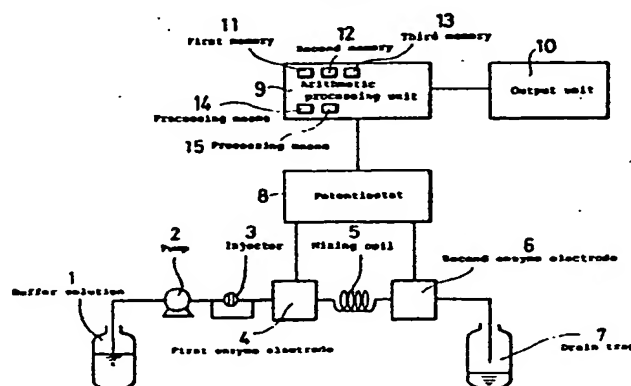 11
First memory
12
Second memory
13
Third memory
9
Arithmetic
processing unit
10
Output unit
14
Processing means
15 Processing means
8
Potentiostat
1
Buffer solution
2
Pump
3
Injector
4
First enzyme electrode
5
Mixing coil
6
Second enzyme electrode
7
Drain trap